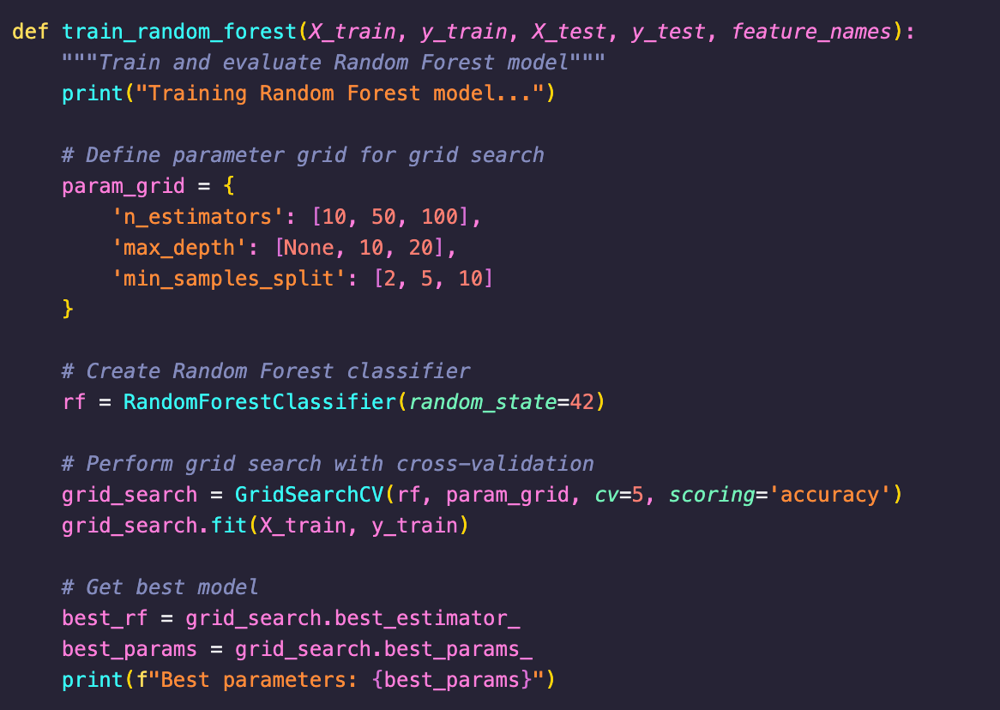 def train_random_forest(X_train, y_train, X_test, y_test, feature_names):
    """Train and evaluate Random Forest model"""
    print("Training Random Forest model...")

    # Define parameter grid for grid search
    param_grid = {
        'n_estimators': [10, 50, 100],
        'max_depth': [None, 10, 20],
        'min_samples_split': [2, 5, 10]
    }

    # Create Random Forest classifier
    rf = RandomForestClassifier(random_state=42)

    # Perform grid search with cross-validation
    grid_search = GridSearchCV(rf, param_grid, cv=5, scoring='accuracy')
    grid_search.fit(X_train, y_train)

    # Get best model
    best_rf = grid_search.best_estimator_
    best_params = grid_search.best_params_
    print(f"Best parameters: {best_params}")